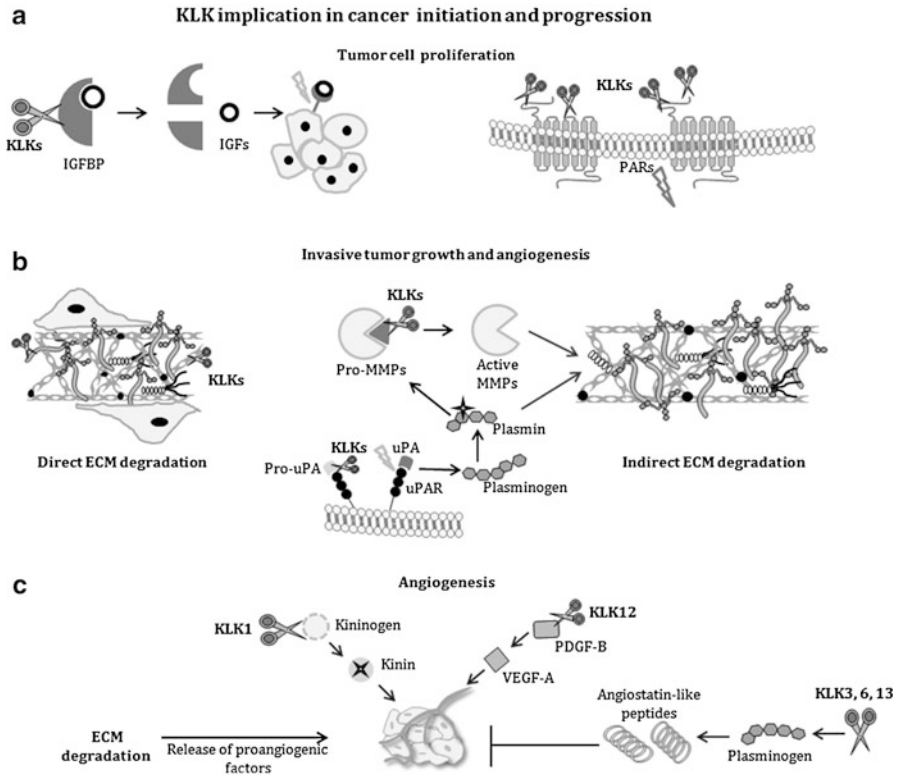 a
KLK implication in cancer initiation and progression
Tumor cell proliferation
KLKs
IGFBP
IGFs
KLKs
PARs
b
Invasive tumor growth and angiogenesis
KLKs
Direct ECM degradation
KLKs
Pro-MMPs
Active
MMPs
Plasmin
KLKs
uPA
Pro-uPA
uPAR
Plasminogen
Indirect ECM degradation
c
Angiogenesis
KLK1
Kininogen
Kinin
KLK12
PDGF-B
VEGF-A
ECM
degradation
Release of proangiogenic
factors
Angiostatin-like
peptides
Plasminogen
KLK3, 6, 13